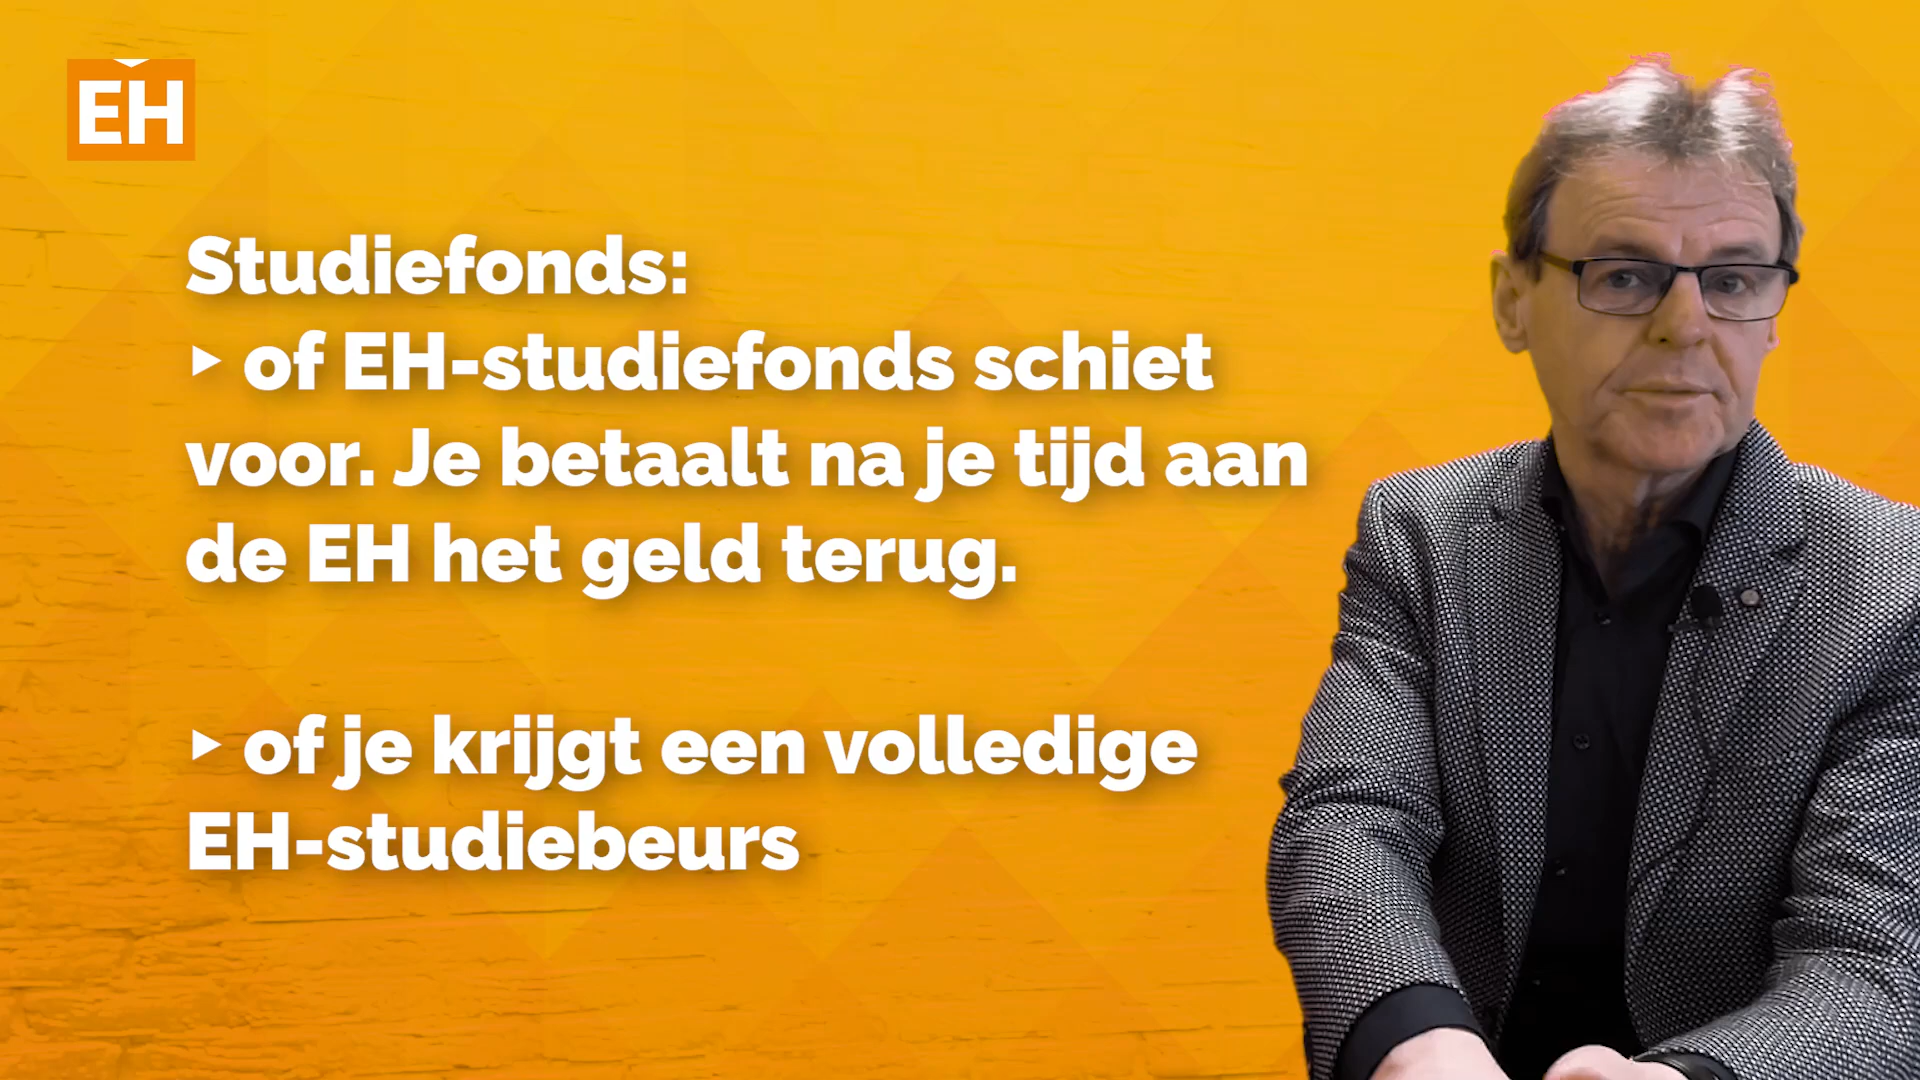 EH
Studiefonds:
▸ of EH-studiefonds schiet
voor. Je betaalt na je tijd aan
de EH het geld terug.
▸ of je krijgt een volledige
EH-studiebeurs